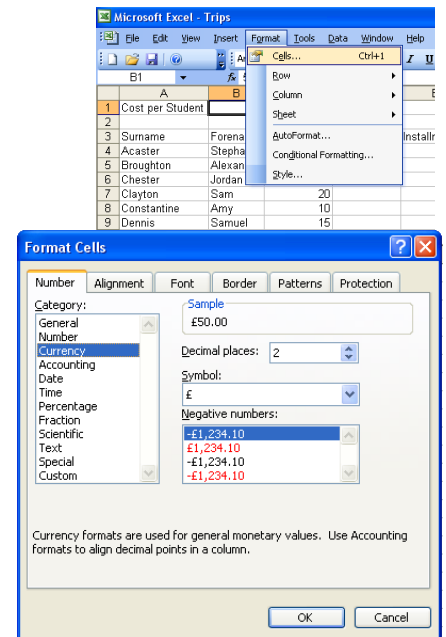 Microsoft Excel - Trips
File Edit View Insert Format Tools Data Window Help
Cells... Ctrl+1
Row
Column
Sheet
AutoFormat...
Conditional Formatting...
Style...
B1 fx
A B
1 Cost per Student
2
3 Surname Forena Installm
4 Acaster Stepha
5 Broughton Alexan
6 Chester Jordan
7 Clayton Sam 20
8 Constantine Amy 10
9 Dennis Samuel 15
Format Cells
Number Alignment Font Border Patterns Protection
Category:
General
Number
Currency
Accounting
Date
Time
Percentage
Fraction
Scientific
Text
Special
Custom
Sample
£50.00
Decimal places: 2
Symbol:
£
Negative numbers:
-£1,234.10
£1,234.10
-£1,234.10
-£1,234.10
Currency formats are used for general monetary values. Use Accounting
formats to align decimal points in a column.
OK Cancel